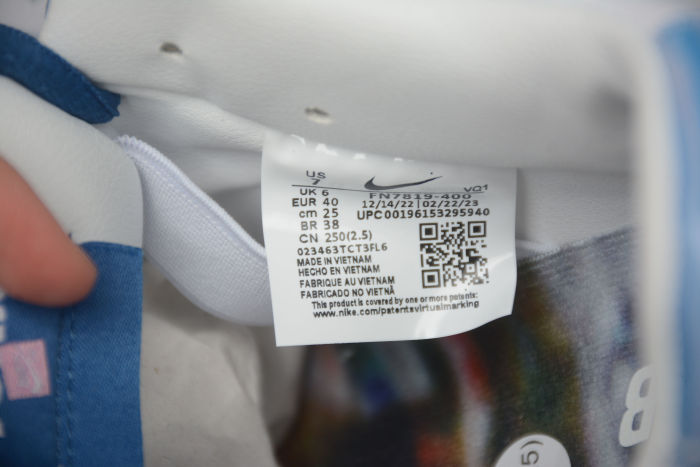 US
7
UK 6
EUR 40
cm 25
BR 38
CN 250(2.5)
VQ1
FN7819-400
12/14/22 02/22/23
UPC00196153295940
023463TCT3FL6
MADE IN VIETNAM
HECHO EN VIETNAM
FABRIQUE AU VIETNAM
FABRICADO NO VIETNÃ
This product is covered by one or more patents:
www.nike.com/patentsvirtualmarking
5)